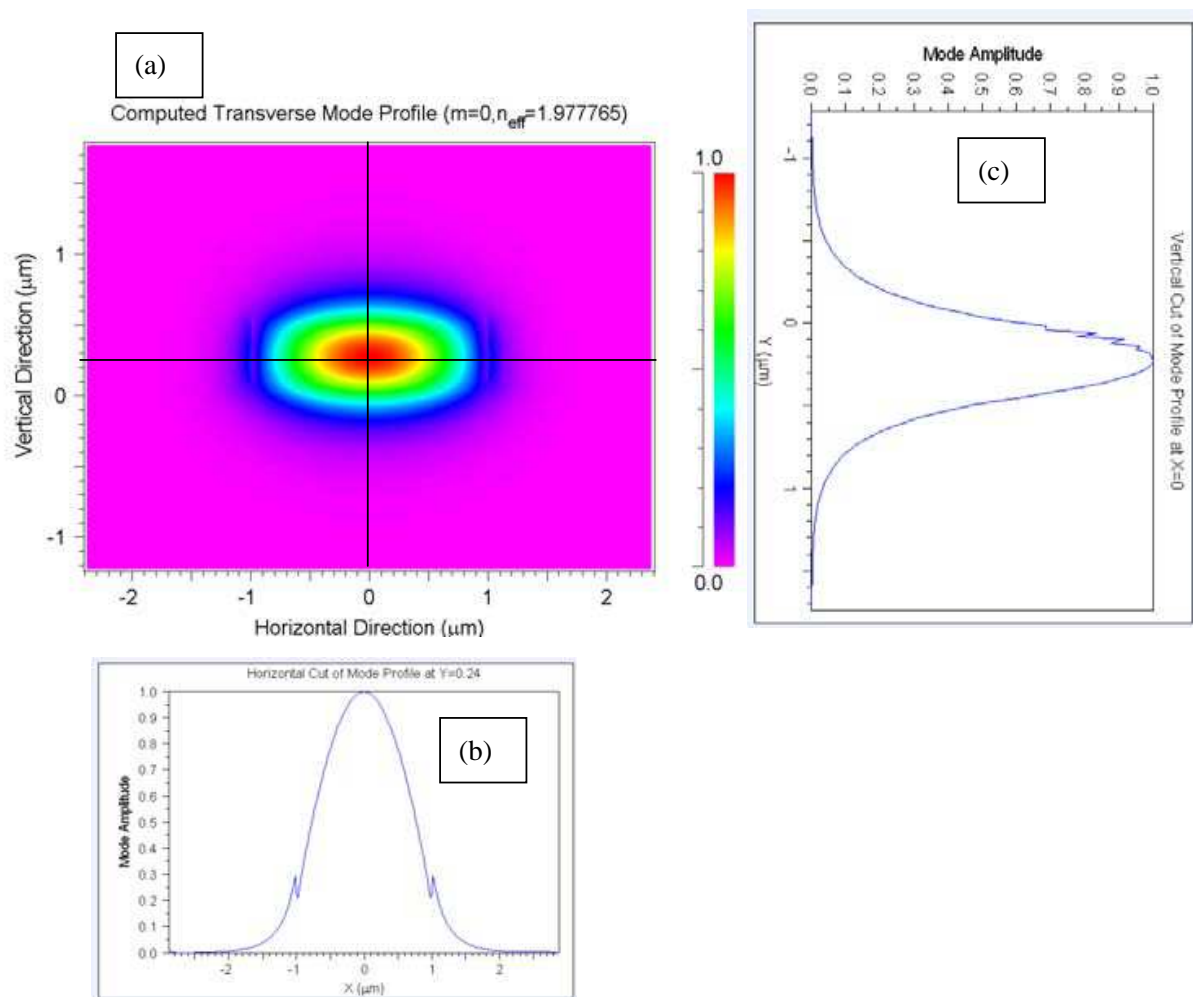 (a)
Computed Transverse Mode Profile (m=0,neff=1.977765)
Vertical Direction (μm)
1
0
-1
-2 -1 0 1 2
Horizontal Direction (μm)
1.0
0.0
Mode Amplitude
0.0 0.1 0.2 0.3 0.4 0.5 0.6 0.7 0.8 0.9 1.0
(c)
-1
0
1
Y (μm)
Vertical Cut of Mode Profile at X=0
Horizontal Cut of Mode Profile at Y=0.24
(b)
Mode Amplitude
1.0
0.9
0.8
0.7
0.6
0.5
0.4
0.3
0.2
0.1
0.0
-2 -1 0 1 2
X (μm)